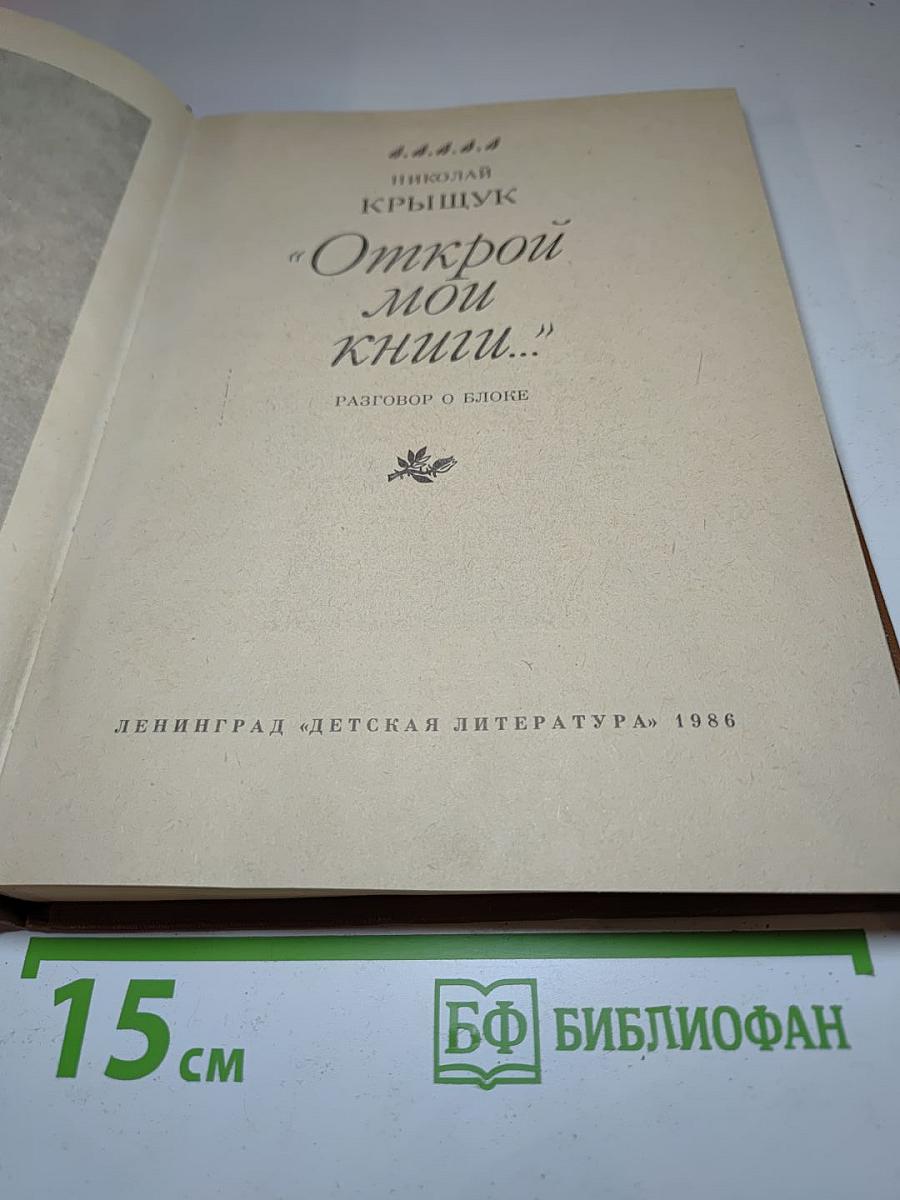 НИКОЛАЙ
КРЫЩУК
«Открой
мои
книги...»
РАЗГОВОР О БЛОКЕ
ЛЕНИНГРАД «ДЕТСКАЯ ЛИТЕРАТУРА» 1986
15 см
БФ БИБЛИОФАН